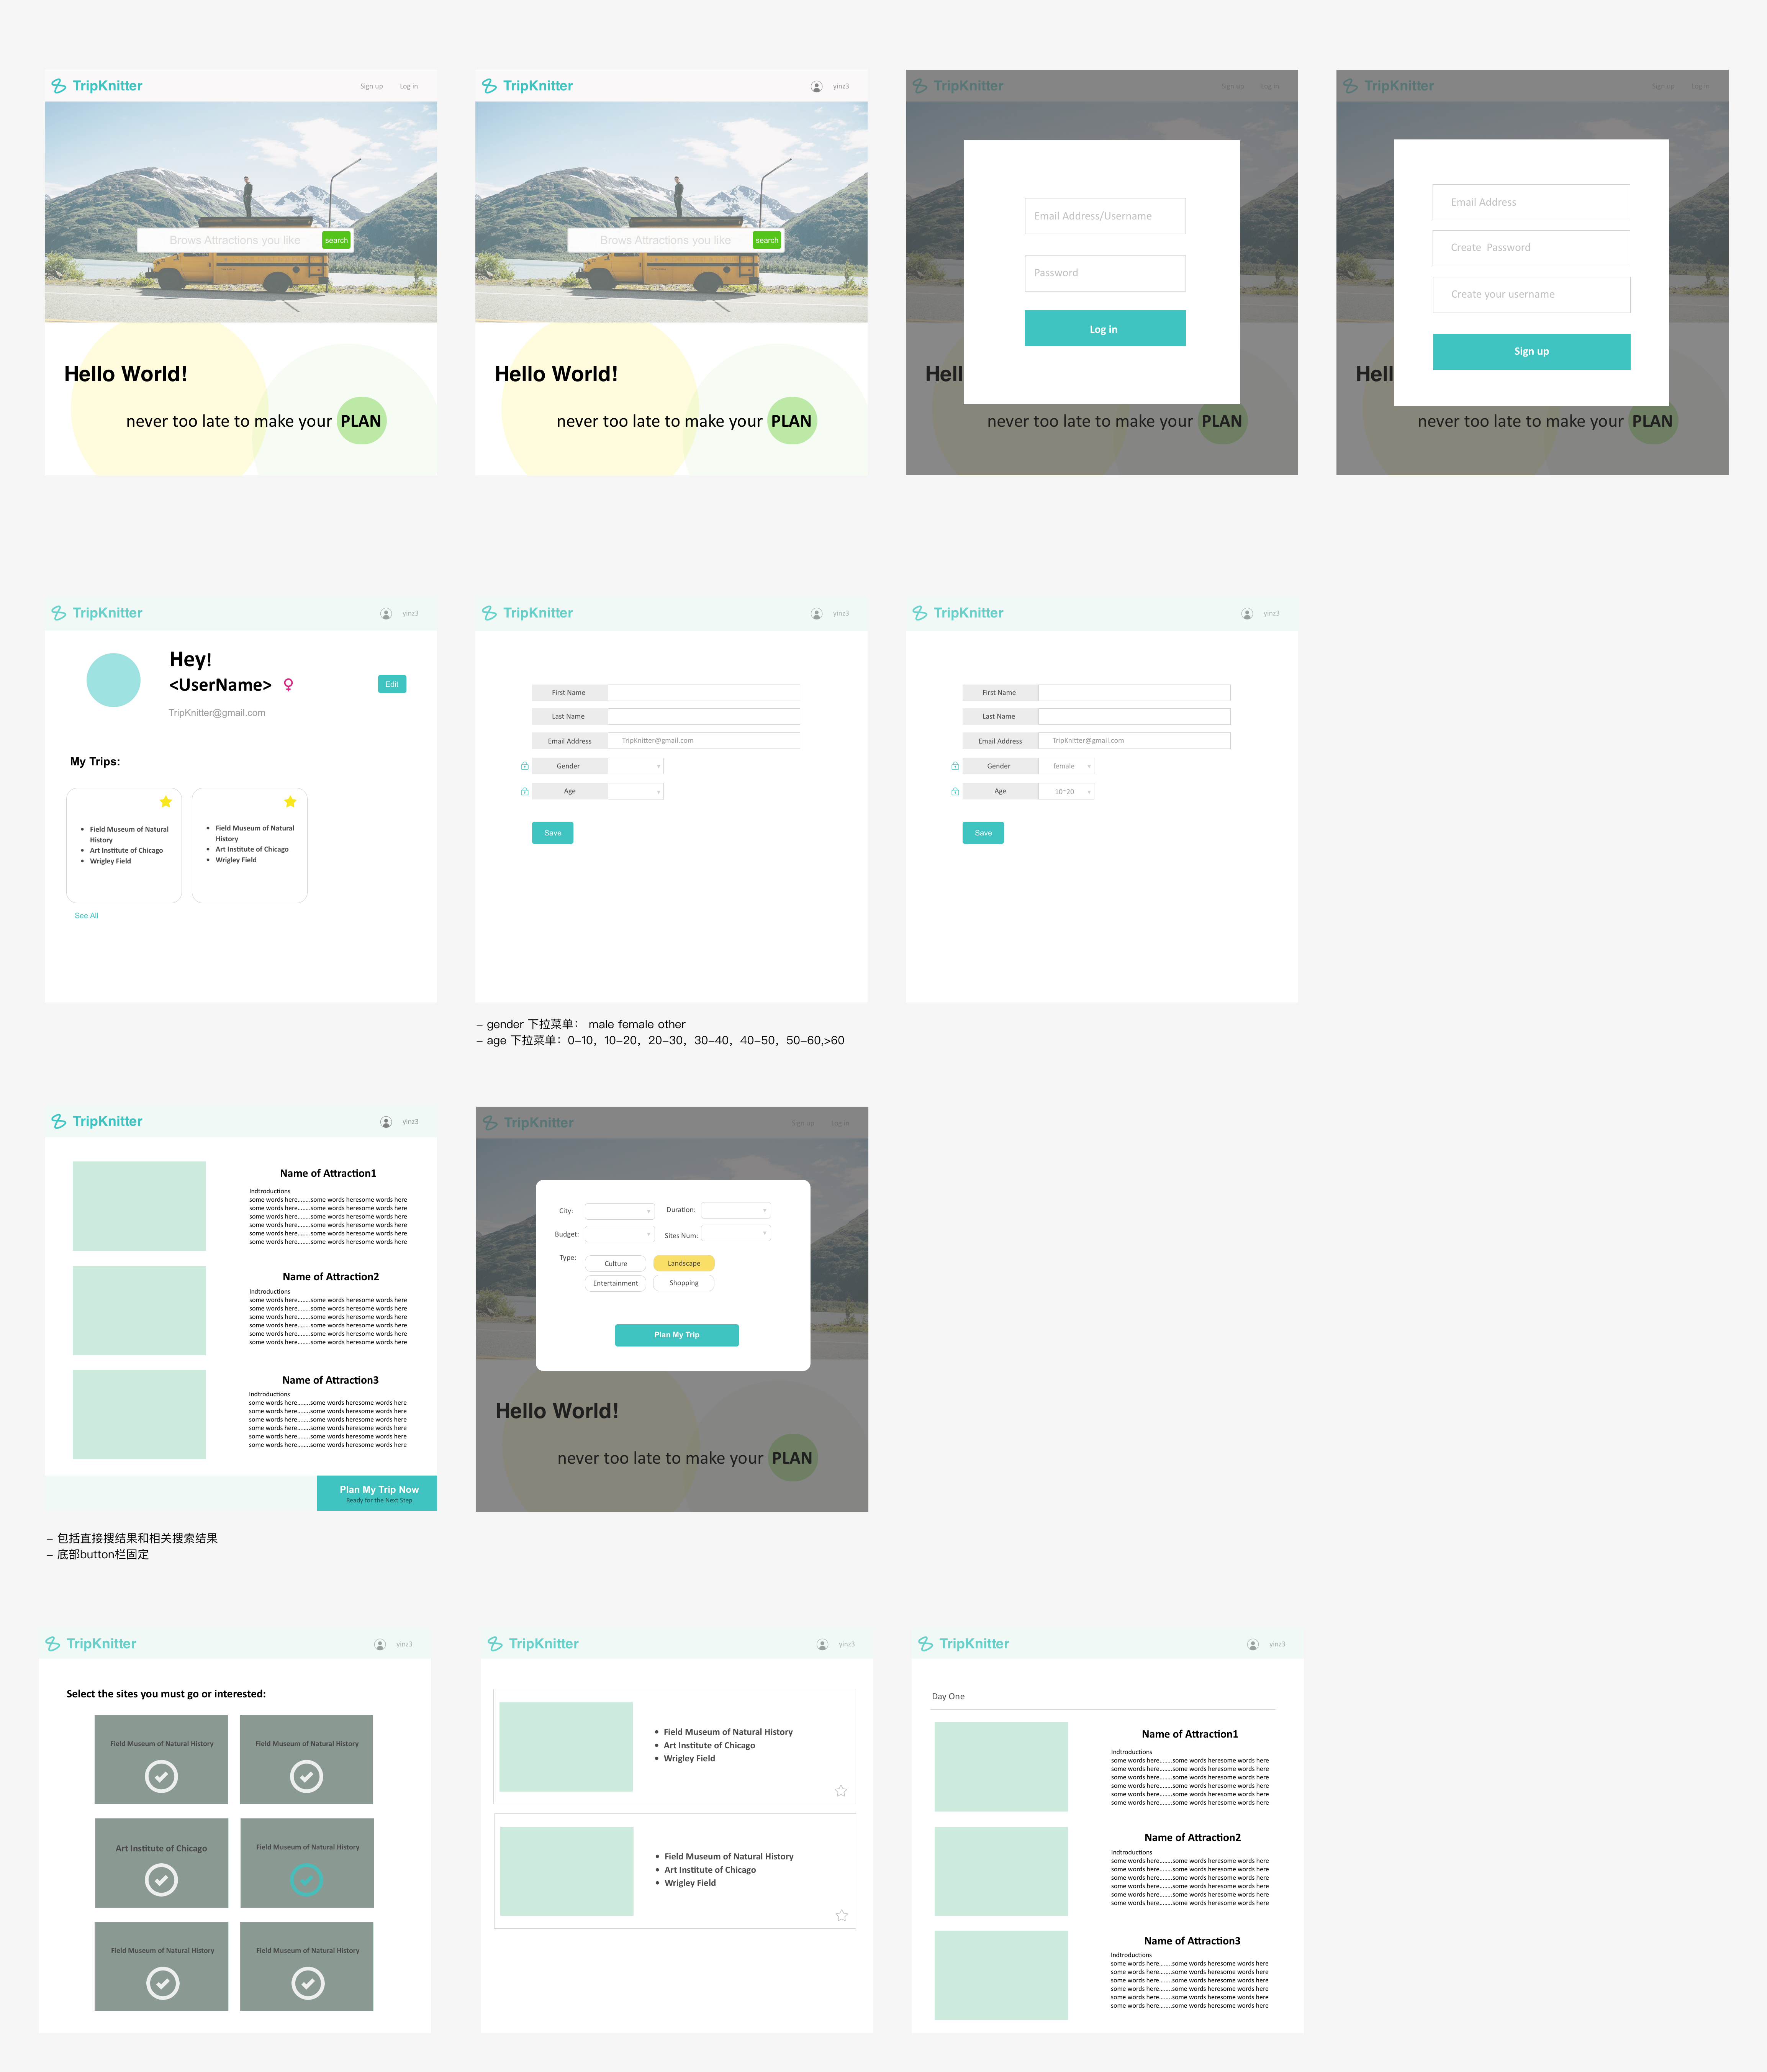 TripKnitter
Sign up Log in
Brows Attractions you like search
Hello World!
never too late to make your PLAN
TripKnitter
yinz3
Brows Attractions you like search
Hello World!
never too late to make your PLAN
TripKnitter
Sign up Log in
Email Address/Username
Password
Log in
Hell
never too late to make your PLAN
TripKnitter
Sign up Log in
Email Address
Create Password
Create your username
Sign up
Hell
never too late to make your PLAN
TripKnitter
yinz3
Hey!
<UserName>
Edit
TripKnitter@gmail.com
My Trips:
Field Museum of Natural
History
Art Institute of Chicago
Wrigley Field
Field Museum of Natural
History
Art Institute of Chicago
Wrigley Field
See All
TripKnitter
yinz3
First Name
Last Name
Email Address TripKnitter@gmail.com
Gender
Age
Save
– gender 下拉菜单： male female other
– age 下拉菜单：0–10，10–20，20–30，30–40，40–50，50–60,>60
TripKnitter
yinz3
First Name
Last Name
Email Address TripKnitter@gmail.com
Gender female
Age 10~20
Save
TripKnitter
yinz3
Name of Attraction1
Indtroductions
some words here........some words heresome words here
some words here........some words heresome words here
some words here........some words heresome words here
some words here........some words heresome words here
some words here........some words heresome words here
some words here........some words heresome words here
Name of Attraction2
Indtroductions
some words here........some words heresome words here
some words here........some words heresome words here
some words here........some words heresome words here
some words here........some words heresome words here
some words here........some words heresome words here
some words here........some words heresome words here
Name of Attraction3
Indtroductions
some words here........some words heresome words here
some words here........some words heresome words here
some words here........some words heresome words here
some words here........some words heresome words here
some words here........some words heresome words here
some words here........some words heresome words here
Plan My Trip Now
Ready for the Next Step
– 包括直接搜结果和相关搜索结果
– 底部button栏固定
TripKnitter
Sign up Log in
City: Duration:
Budget: Sites Num:
Type: Culture Landscape
Entertainment Shopping
Plan My Trip
Hello World!
never too late to make your PLAN
TripKnitter
yinz3
Select the sites you must go or interested:
Field Museum of Natural History
Field Museum of Natural History
Art Institute of Chicago
Field Museum of Natural History
Field Museum of Natural History
Field Museum of Natural History
TripKnitter
yinz3
Field Museum of Natural History
Art Institute of Chicago
Wrigley Field
Field Museum of Natural History
Art Institute of Chicago
Wrigley Field
TripKnitter
yinz3
Day One
Name of Attraction1
Indtroductions
some words here........some words heresome words here
some words here........some words heresome words here
some words here........some words heresome words here
some words here........some words heresome words here
some words here........some words heresome words here
some words here........some words heresome words here
Name of Attraction2
Indtroductions
some words here........some words heresome words here
some words here........some words heresome words here
some words here........some words heresome words here
some words here........some words heresome words here
some words here........some words heresome words here
some words here........some words heresome words here
Name of Attraction3
Indtroductions
some words here........some words heresome words here
some words here........some words heresome words here
some words here........some words heresome words here
some words here........some words heresome words here
some words here........some words heresome words here
some words here........some words heresome words here